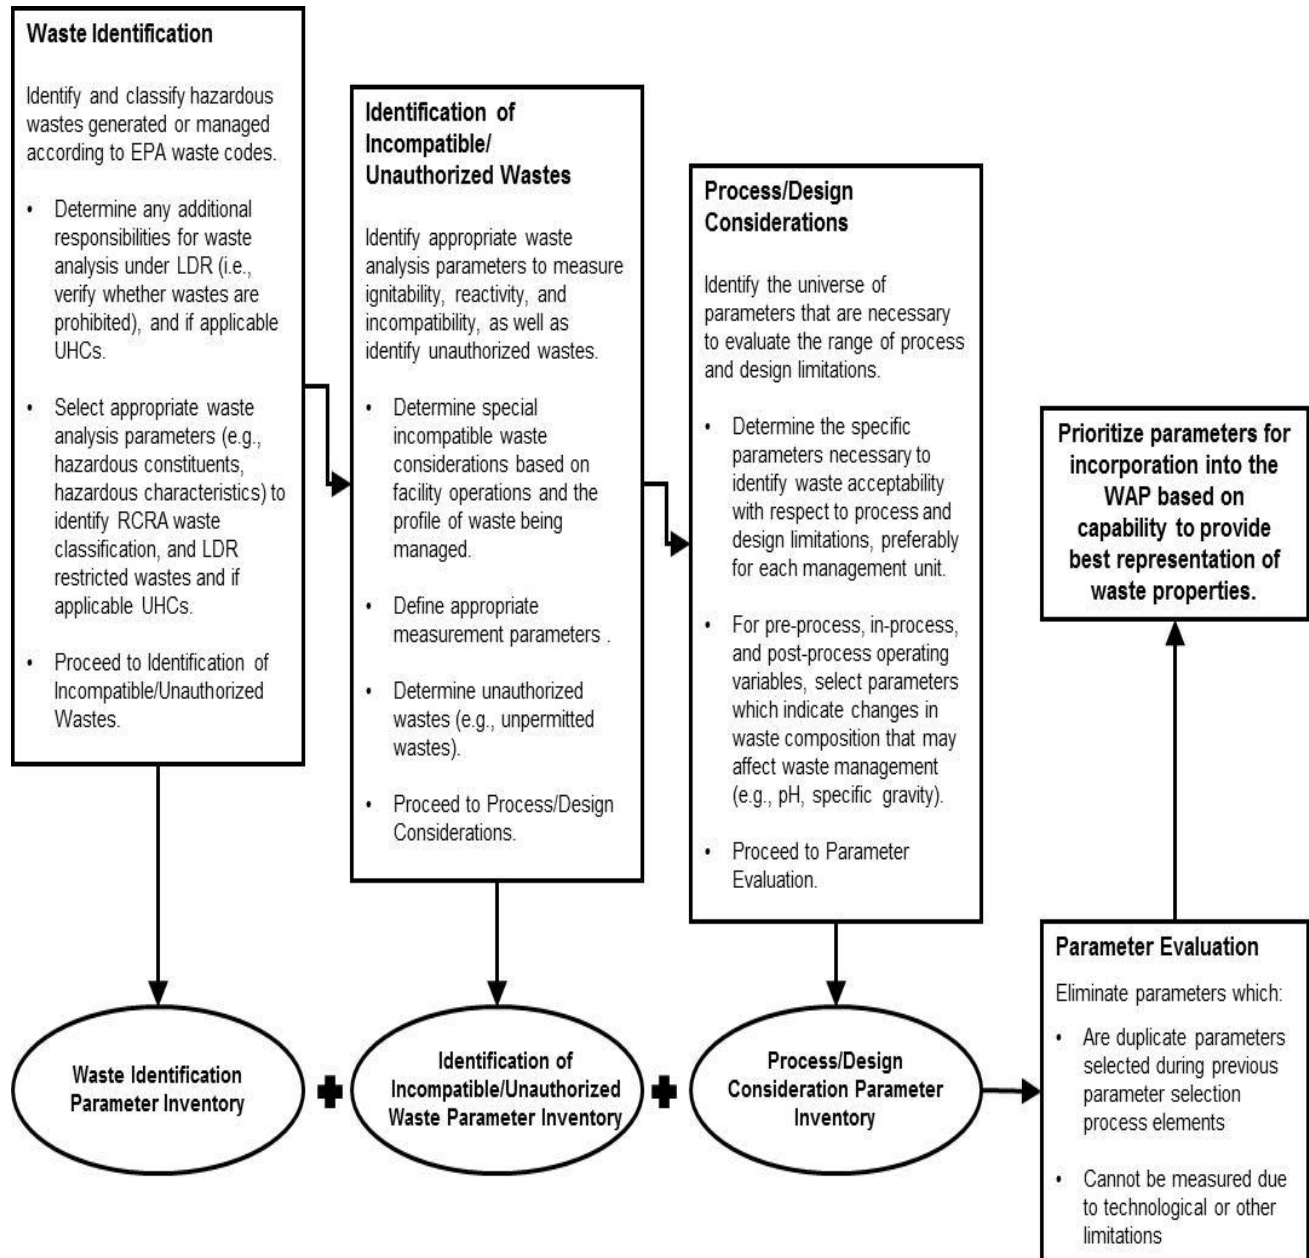 Waste Identification
Identify and classify hazardous
wastes generated or managed
according to EPA waste codes.
• Determine any additional
responsibilities for waste
analysis under LDR (i.e.,
verify whether wastes are
prohibited), and if applicable
UHCs.
• Select appropriate waste
analysis parameters (e.g.,
hazardous constituents,
hazardous characteristics) to
identify RCRA waste
classification, and LDR
restricted wastes and if
applicable UHCs.
• Proceed to Identification of
Incompatible/Unauthorized
Wastes.
Identification of
Incompatible/
Unauthorized Wastes
Identify appropriate waste
analysis parameters to measure
ignitability, reactivity, and
incompatibility, as well as
identify unauthorized wastes.
• Determine special
incompatible waste
considerations based on
facility operations and the
profile of waste being
managed.
• Define appropriate
measurement parameters .
• Determine unauthorized
wastes (e.g., unpermitted
wastes).
• Proceed to Process/Design
Considerations.
Process/Design
Considerations
Identify the universe of
parameters that are necessary
to evaluate the range of process
and design limitations.
• Determine the specific
parameters necessary to
identify waste acceptability
with respect to process and
design limitations, preferably
for each management unit.
• For pre-process, in-process,
and post-process operating
variables, select parameters
which indicate changes in
waste composition that may
affect waste management
(e.g., pH, specific gravity).
• Proceed to Parameter
Evaluation.
Waste Identification
Parameter Inventory
Identification of
Incompatible/Unauthorized
Waste Parameter Inventory
Process/Design
Consideration Parameter
Inventory
Parameter Evaluation
Eliminate parameters which:
• Are duplicate parameters
selected during previous
parameter selection
process elements
• Cannot be measured due
to technological or other
limitations
Prioritize parameters for
incorporation into the
WAP based on
capability to provide
best representation of
waste properties.